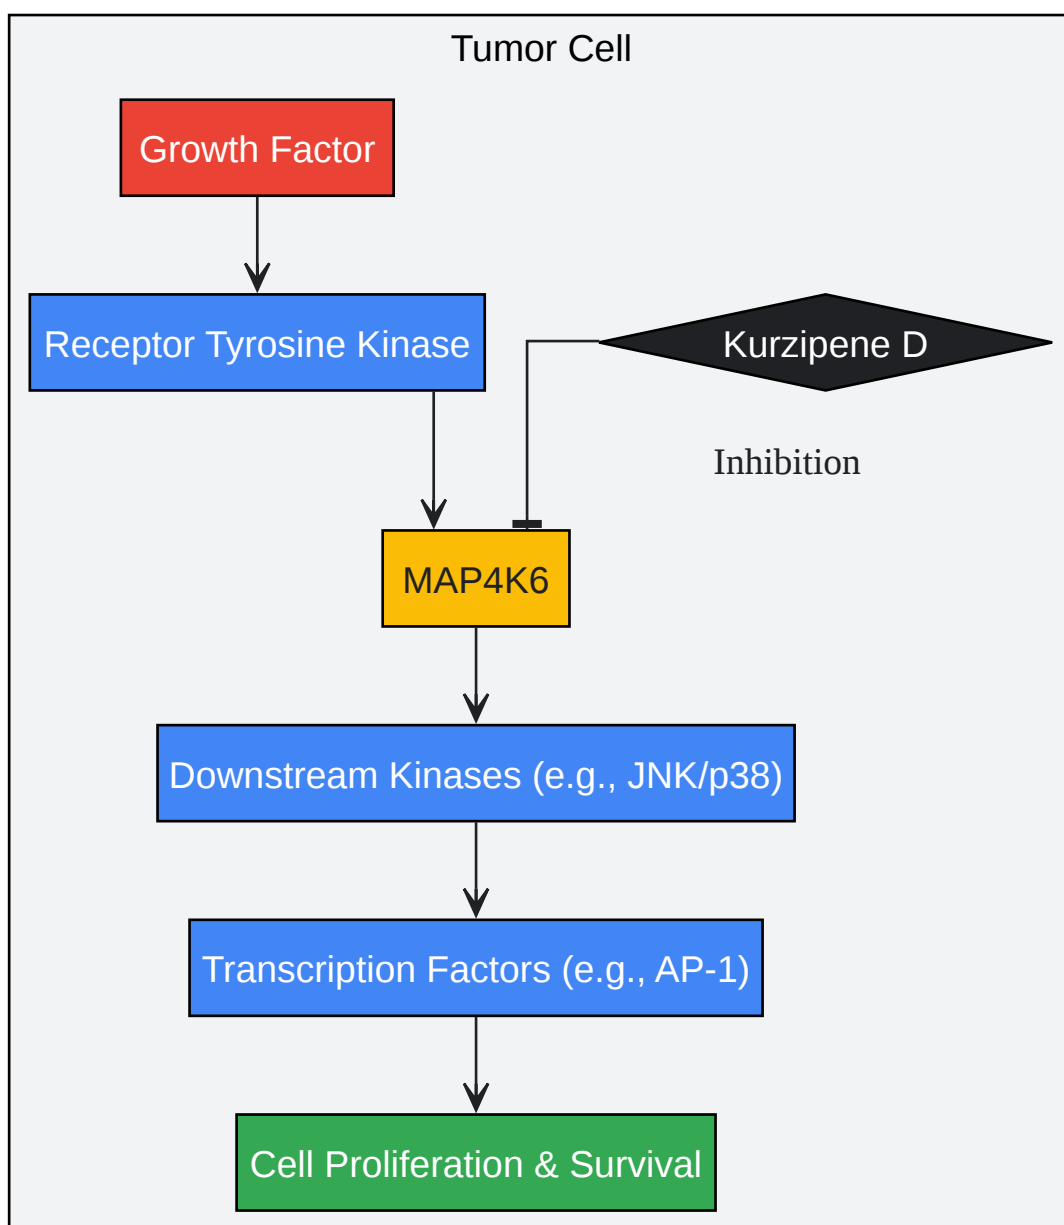 Tumor Cell
Growth Factor
Receptor Tyrosine Kinase
Kurzipene D
Inhibition
MAP4K6
Downstream Kinases (e.g., JNK/p38)
Transcription Factors (e.g., AP-1)
Cell Proliferation & Survival